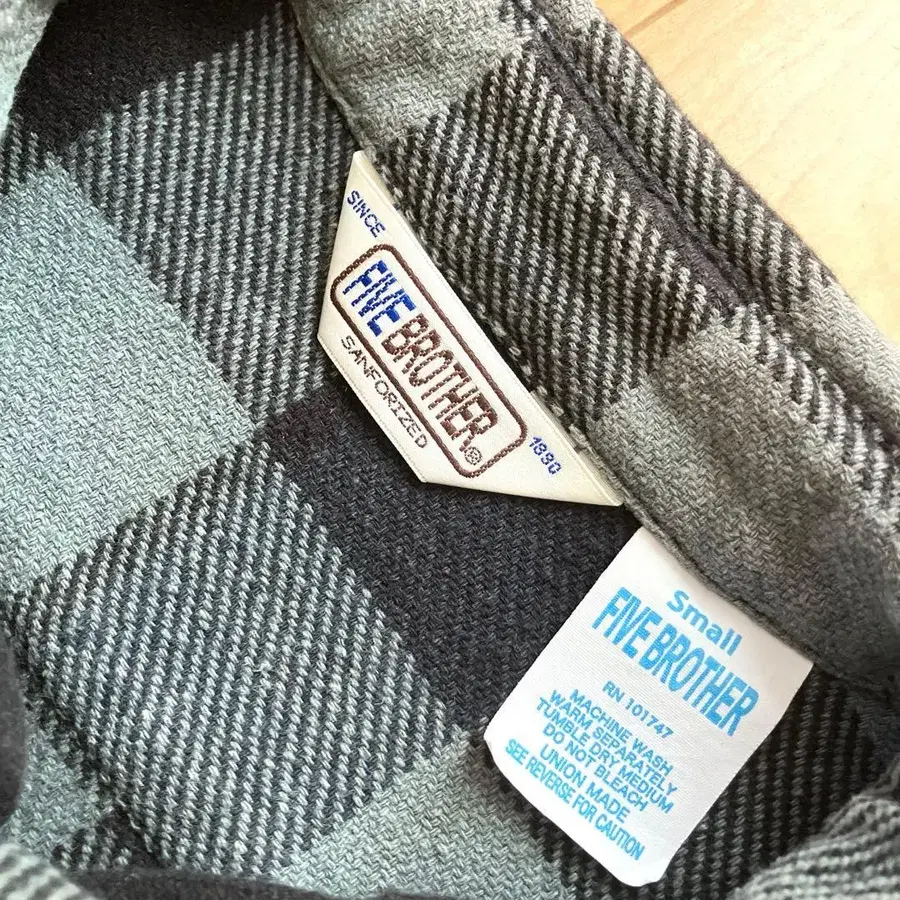 SINCE
FIVE BROTHER®
SANFORIZED
1890
Small
FIVE BROTHER
RN 101747
MACHINE WASH
WARM SEPARATELY
TUMBLE DRY MEDIUM
DO NOT BLEACH
UNION MADE
SEE REVERSE FOR CAUTION